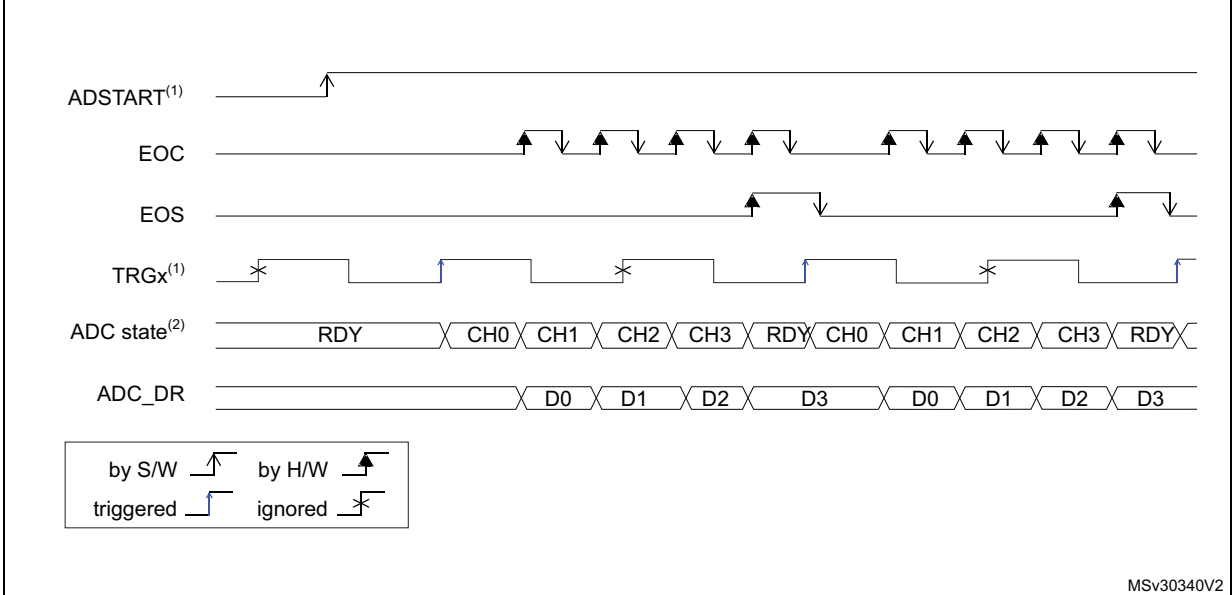 ADSTART(1)
EOC
EOS
TRGx(1)
ADC state(2) RDY CH0 CH1 CH2 CH3 RDY CH0 CH1 CH2 CH3 RDY
ADC_DR D0 D1 D2 D3 D0 D1 D2 D3
by S/W by H/W
triggered ignored
MSv30340V2